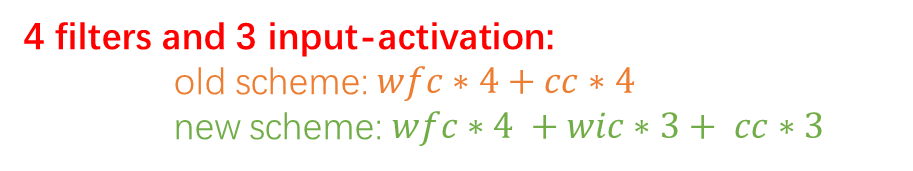 4 filters and 3 input-activation:
old scheme: wfc * 4 + cc * 4
new scheme: wfc * 4 + wic * 3 + cc * 3